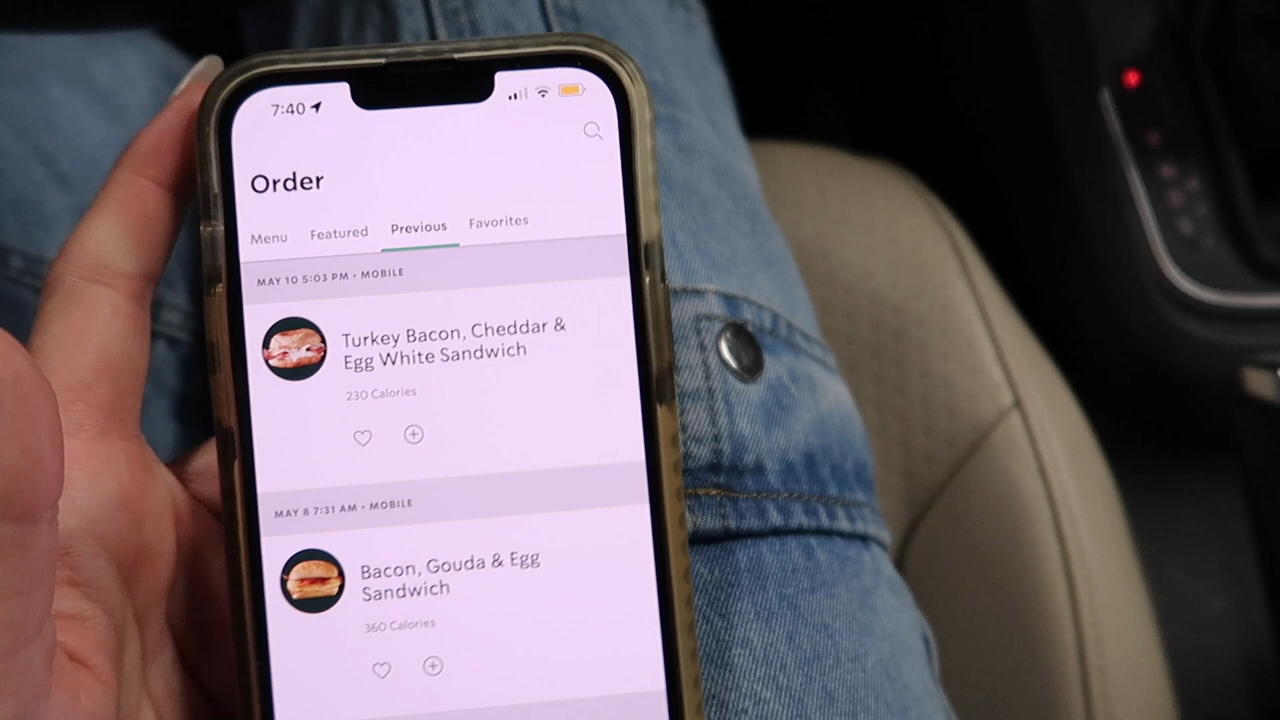 7:40
Order
Menu Featured Previous Favorites
MAY 10 5:03 PM • MOBILE
Turkey Bacon, Cheddar &
Egg White Sandwich
230 Calories
MAY 8 7:31 AM • MOBILE
Bacon, Gouda & Egg
Sandwich
360 Calories